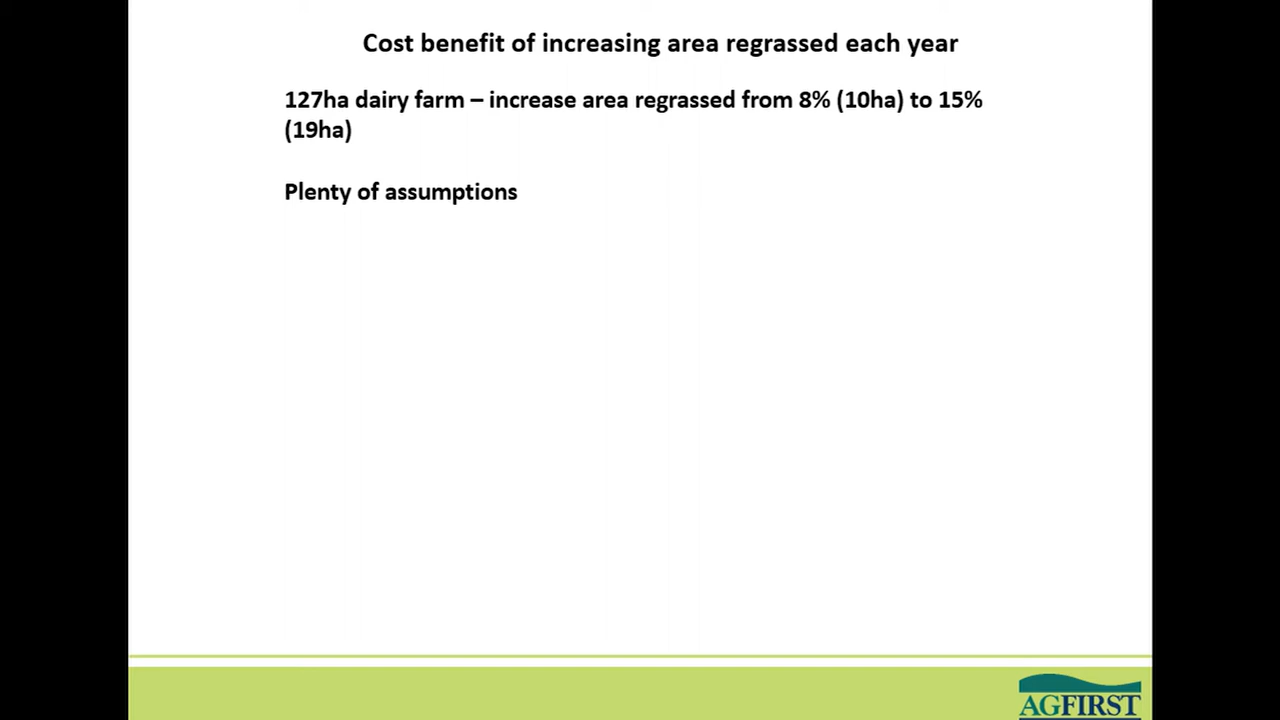 Cost benefit of increasing area regrassed each year
127ha dairy farm – increase area regrassed from 8% (10ha) to 15%
(19ha)
Plenty of assumptions
AGFIRST